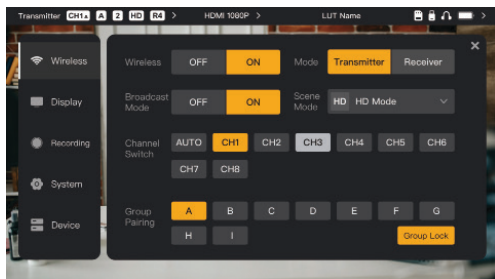 Transmitter CH1 A 2 HD R4 > HDMI 1080P > LUT Name >
Wireless
Display
Recording
System
Device
Wireless OFF ON Mode Transmitter Receiver
Broadcast Mode OFF ON Scene Mode HD HD Mode
Channel Switch AUTO CH1 CH2 CH3 CH4 CH5 CH6
CH7 CH8
Group Pairing A B C D E F G
H I Group Lock